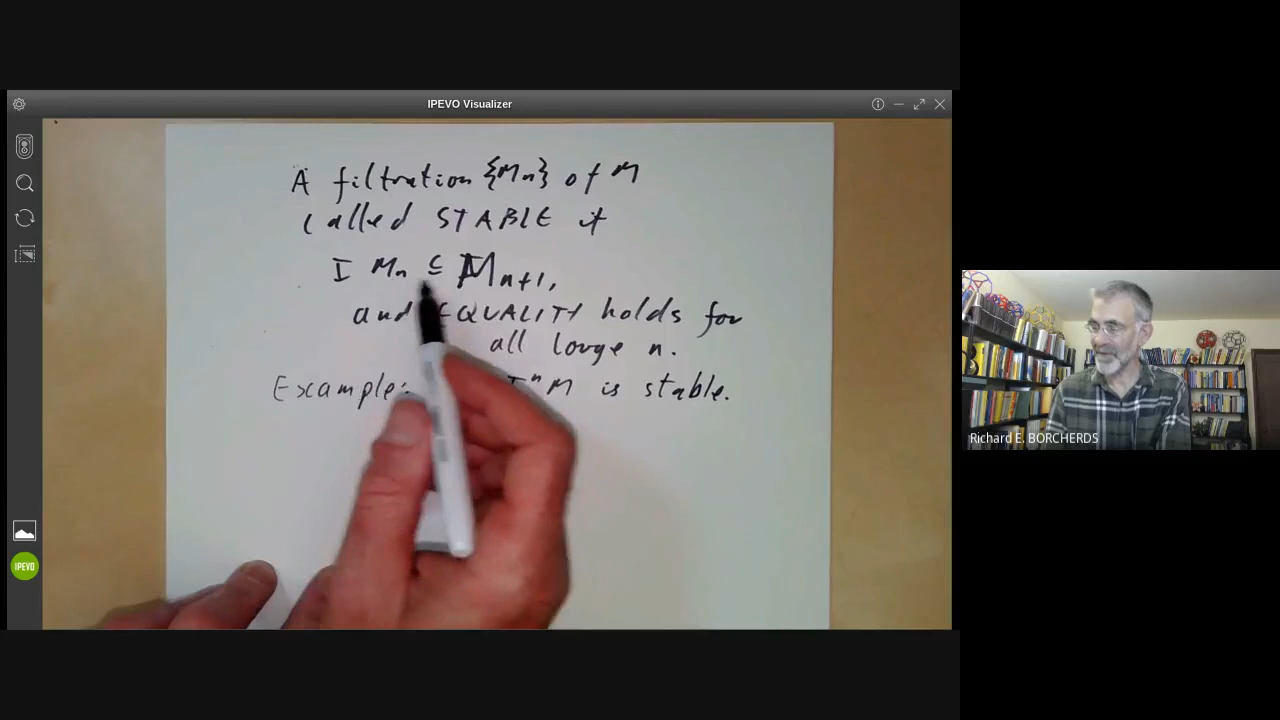 IPEVO Visualizer
A filtration {Mn} of M
called STABLE if
I Mn ⊆ Mn+1,
and EQUALITY holds for
all large n.
Example: IⁿM is stable.
Richard E. BORCHERDS
IPEVO